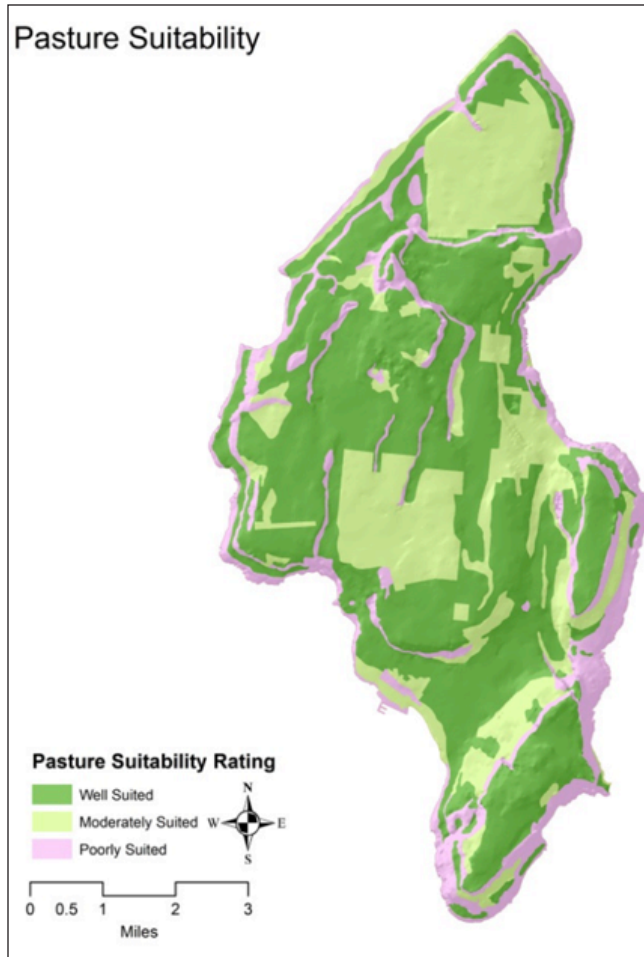 Pasture Suitability
Pasture Suitability Rating
Well Suited
Moderately Suited
Poorly Suited
N
W E
S
0 0.5 1 2 3
Miles